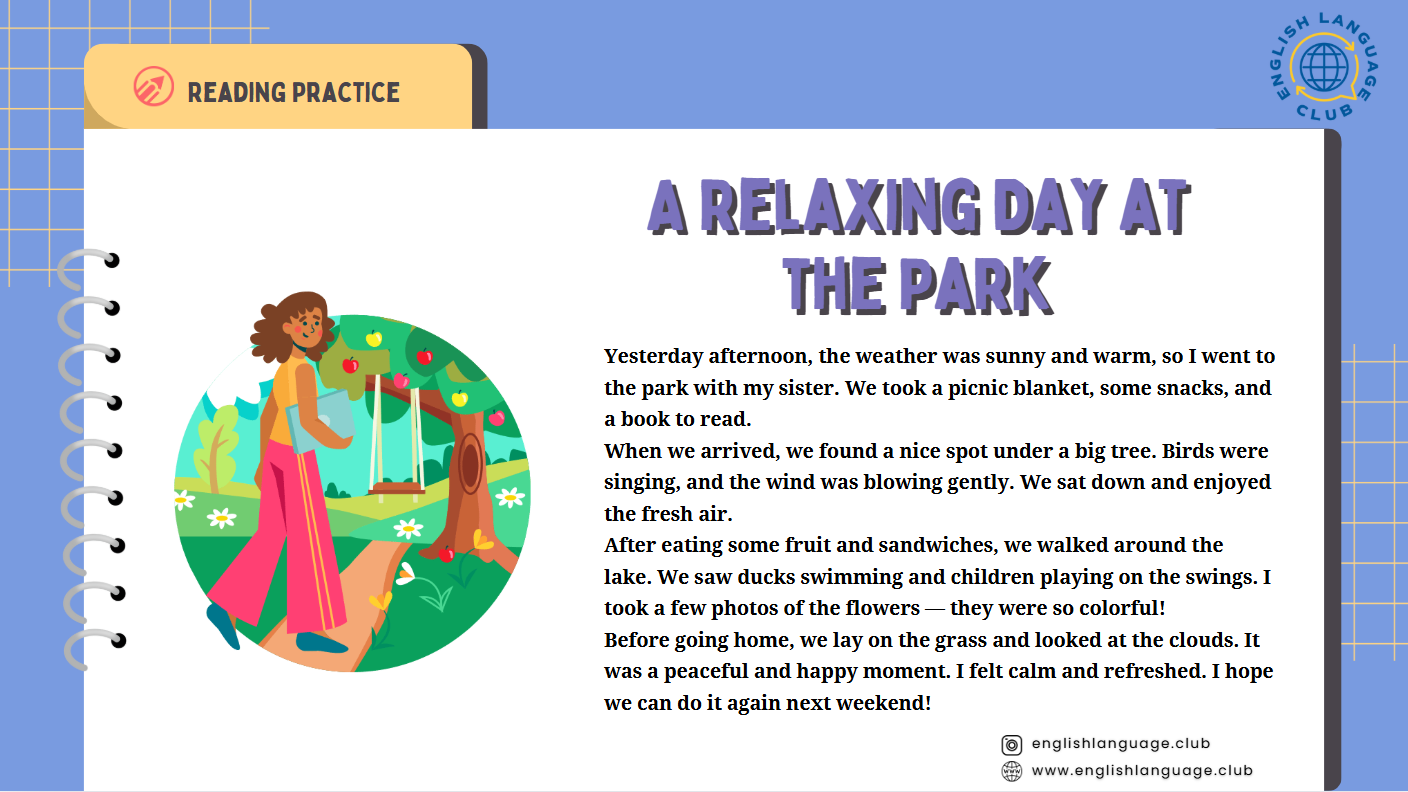 ENGLISH LANGUAGE CLUB
READING PRACTICE
A RELAXING DAY AT
THE PARK
Yesterday afternoon, the weather was sunny and warm, so I went to
the park with my sister. We took a picnic blanket, some snacks, and
a book to read.
When we arrived, we found a nice spot under a big tree. Birds were
singing, and the wind was blowing gently. We sat down and enjoyed
the fresh air.
After eating some fruit and sandwiches, we walked around the
lake. We saw ducks swimming and children playing on the swings. I
took a few photos of the flowers — they were so colorful!
Before going home, we lay on the grass and looked at the clouds. It
was a peaceful and happy moment. I felt calm and refreshed. I hope
we can do it again next weekend!
englishlanguage.club
www.englishlanguage.club